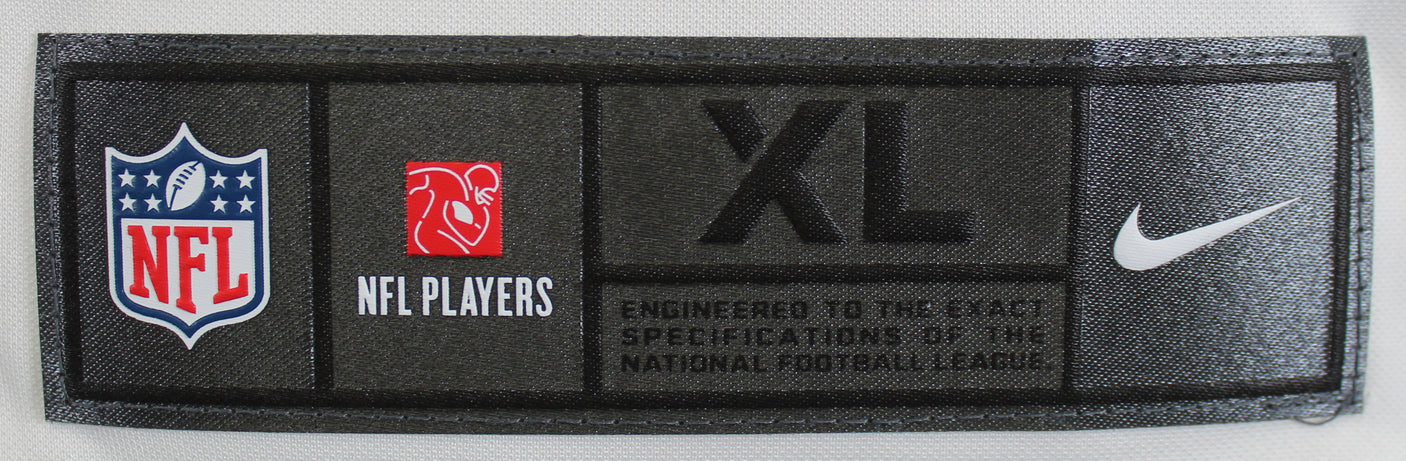 NFL
NFL PLAYERS
XL
ENGINEERED TO THE EXACT
SPECIFICATIONS OF THE
NATIONAL FOOTBALL LEAGUE.